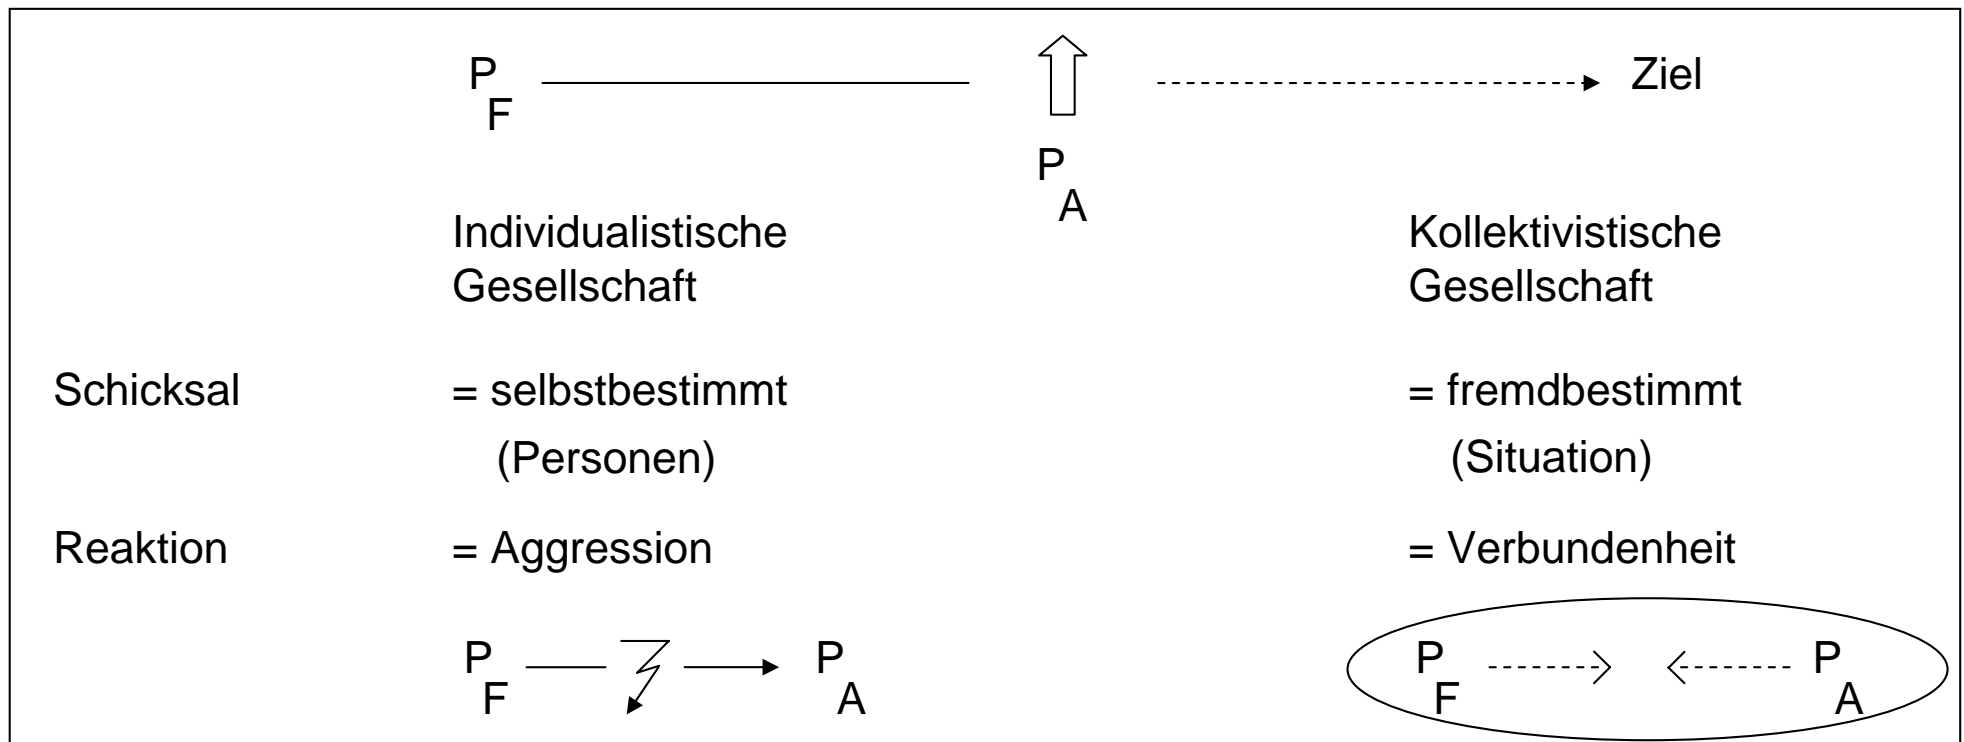 P
F
Ziel
P
A
Individualistische
Gesellschaft
Kollektivistische
Gesellschaft
Schicksal = selbstbestimmt = fremdbestimmt
(Personen) (Situation)
Reaktion = Aggression = Verbundenheit
P P P P
F A F A